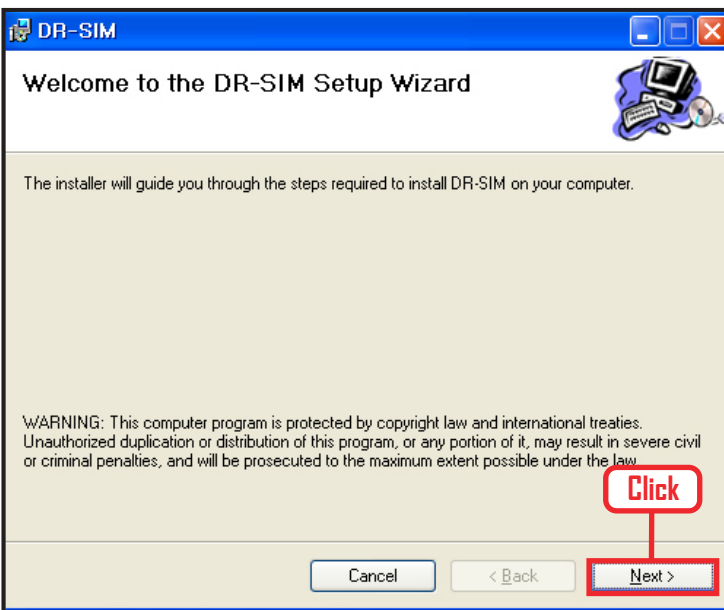 DR-SIM
Welcome to the DR-SIM Setup Wizard
The installer will guide you through the steps required to install DR-SIM on your computer.
WARNING: This computer program is protected by copyright law and international treaties.
Unauthorized duplication or distribution of this program, or any portion of it, may result in severe civil
or criminal penalties, and will be prosecuted to the maximum extent possible under the law.
Click
Cancel
< Back
Next >